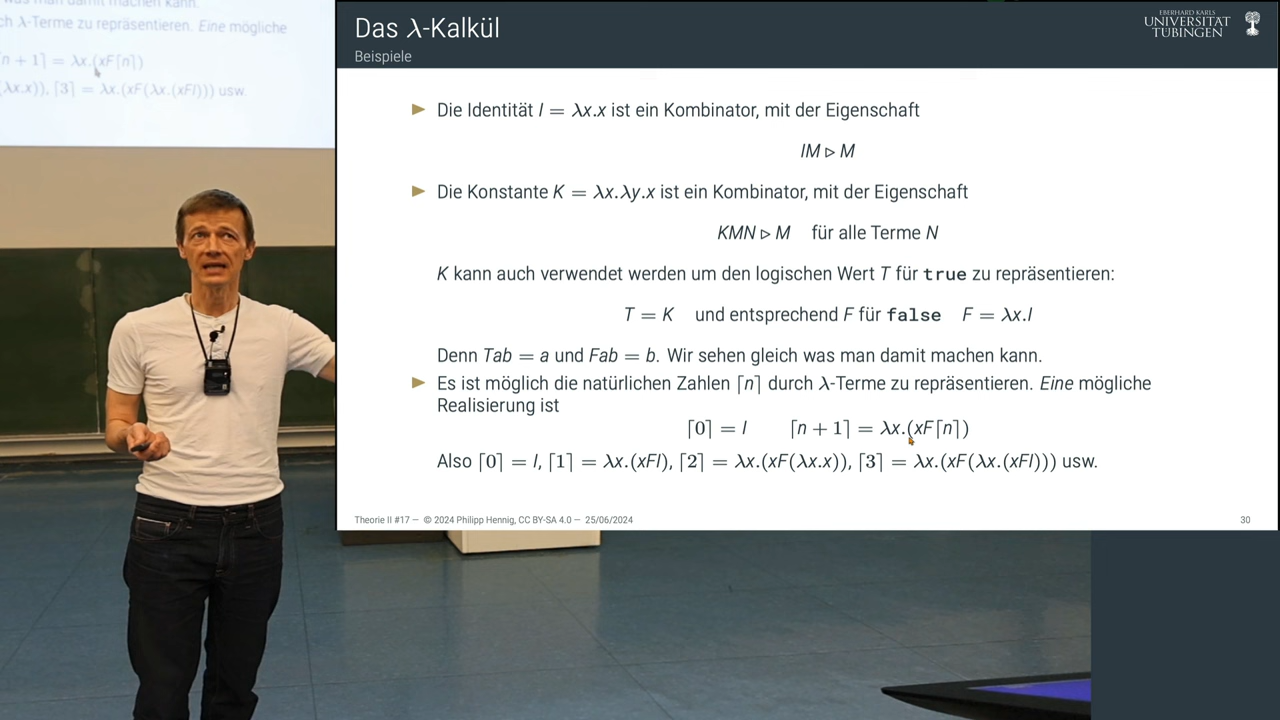 was man damit machen kann.
ch λ-Terme zu repräsentieren. Eine mögliche
⌈n + 1⌉ = λx.(xF⌈n⌉)
(λx.x)), ⌈3⌉ = λx.(xF(λx.(xFI))) usw.
Das λ-Kalkül
Beispiele
EBERHARD KARLS
UNIVERSITÄT
TÜBINGEN
▶ Die Identität I = λx.x ist ein Kombinator, mit der Eigenschaft
IM ▷ M
▶ Die Konstante K = λx.λy.x ist ein Kombinator, mit der Eigenschaft
KMN ▷ M für alle Terme N
K kann auch verwendet werden um den logischen Wert T für true zu repräsentieren:
T = K und entsprechend F für false F = λx.I
Denn Tab = a und Fab = b. Wir sehen gleich was man damit machen kann.
▶ Es ist möglich die natürlichen Zahlen ⌈n⌉ durch λ-Terme zu repräsentieren. Eine mögliche
Realisierung ist
⌈0⌉ = I ⌈n + 1⌉ = λx.(xF⌈n⌉)
Also ⌈0⌉ = I, ⌈1⌉ = λx.(xFI), ⌈2⌉ = λx.(xF(λx.x)), ⌈3⌉ = λx.(xF(λx.(xFI))) usw.
Theorie II #17 — © 2024 Philipp Hennig, CC BY-SA 4.0 — 25/06/2024
30